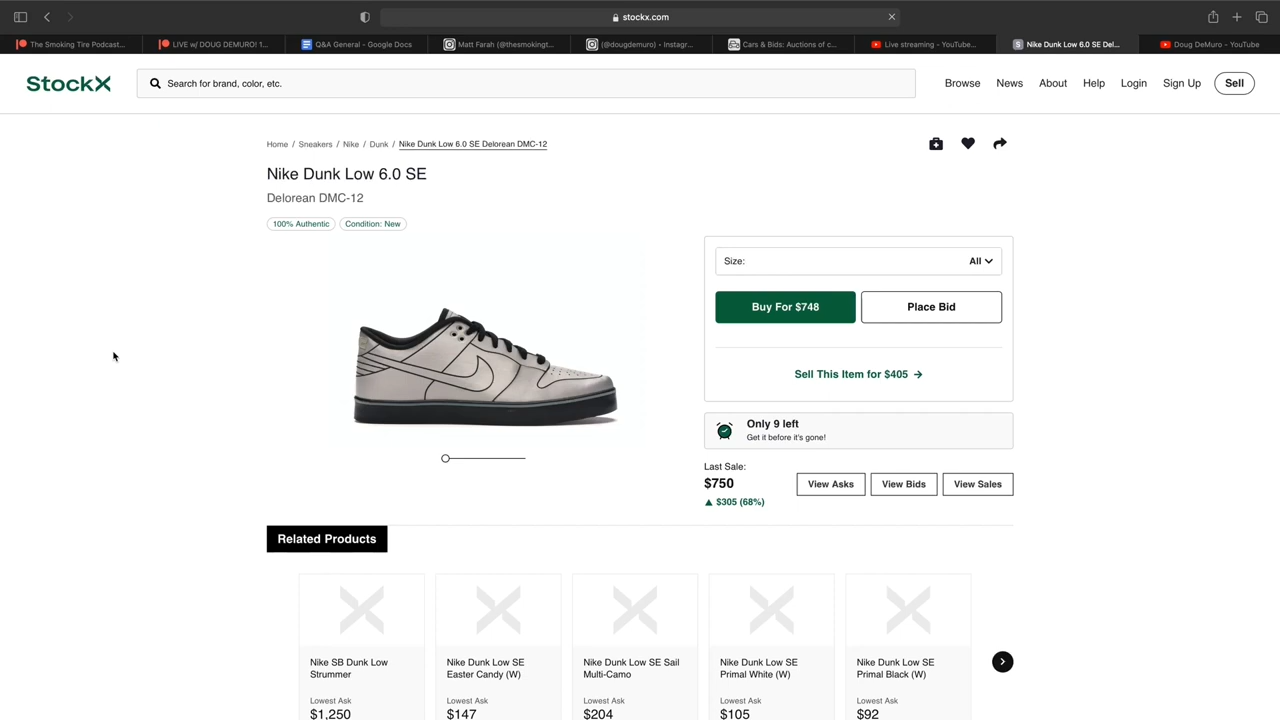 stockx.com
The Smoking Tire Podcast...
LIVE w/ DOUG DEMURO! 1...
Q&A General - Google Docs
Matt Farah (@thesmokingt...
(@dougdemuro) - Instagr...
Cars & Bids: Auctions of c...
Live streaming - YouTube...
S
Nike Dunk Low 6.0 SE Del...
Doug DeMuro - YouTube
StockX
Search for brand, color, etc.
Browse
News
About
Help
Login
Sign Up
Sell
Home / Sneakers / Nike / Dunk / Nike Dunk Low 6.0 SE Delorean DMC-12
Nike Dunk Low 6.0 SE
Delorean DMC-12
100% Authentic
Condition: New
Size:
All
Buy For $748
Place Bid
Sell This Item for $405
Only 9 left
Get it before it's gone!
Last Sale:
$750
$305 (68%)
View Asks
View Bids
View Sales
Related Products
Nike SB Dunk Low
Strummer
Lowest Ask
$1,250
Nike Dunk Low SE
Easter Candy (W)
Lowest Ask
$147
Nike Dunk Low SE Sail
Multi-Camo
Lowest Ask
$204
Nike Dunk Low SE
Primal White (W)
Lowest Ask
$105
Nike Dunk Low SE
Primal Black (W)
Lowest Ask
$92